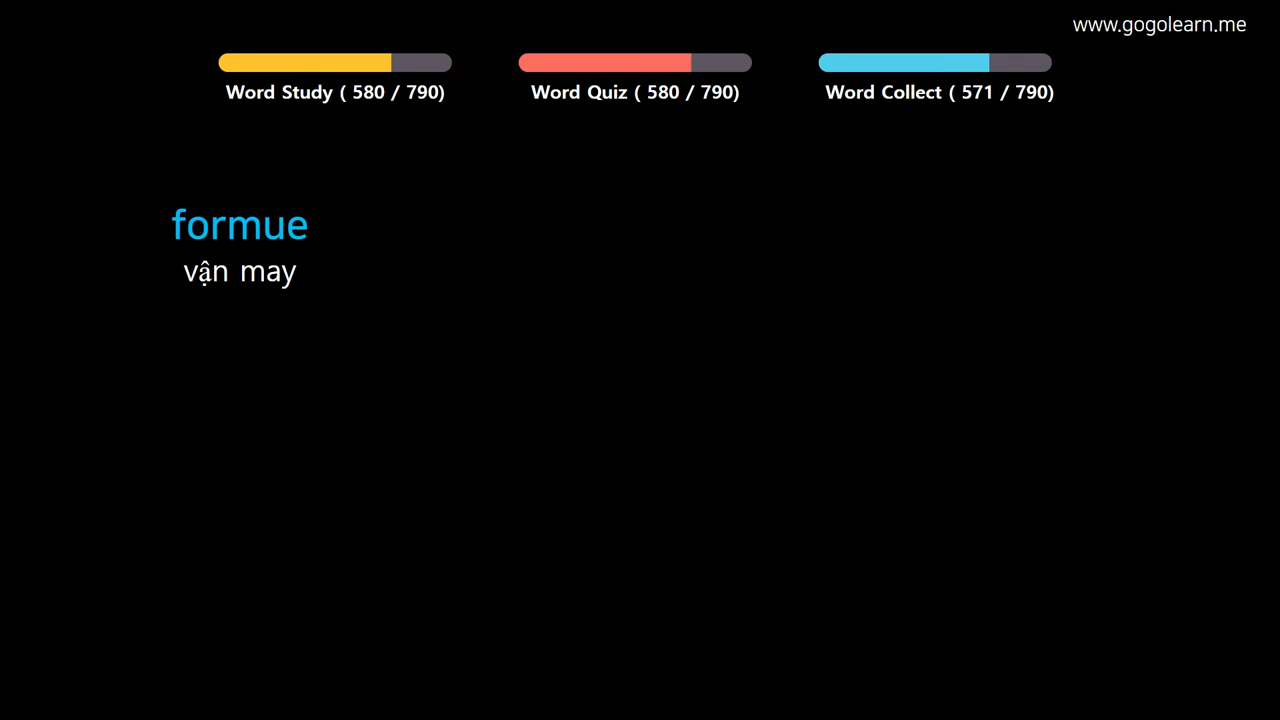 www.gogolearn.me
Word Study ( 580 / 790)
Word Quiz ( 580 / 790)
Word Collect ( 571 / 790)
formue
vận may